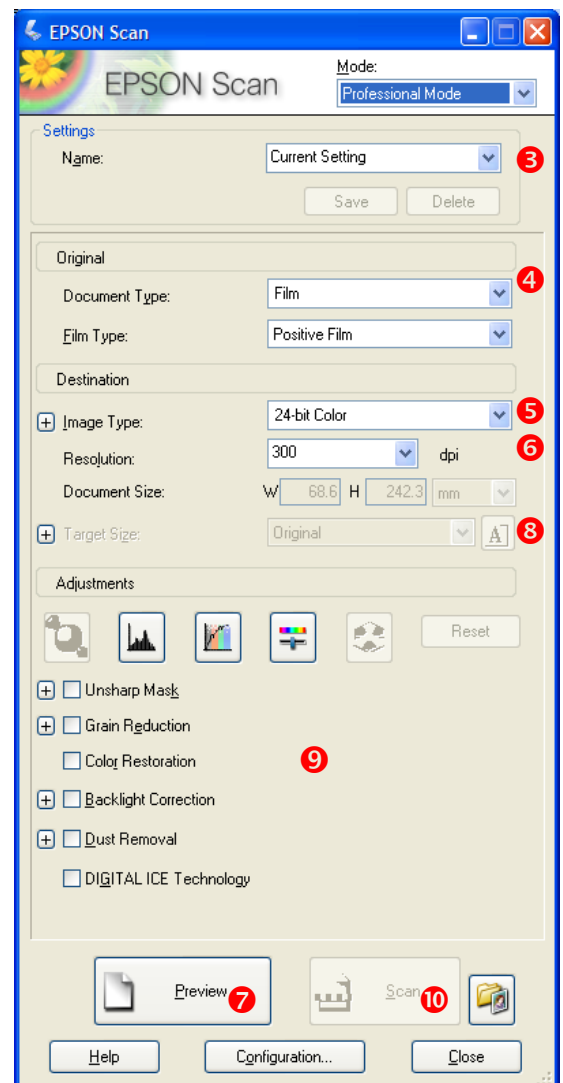 EPSON Scan
EPSON Scan
Mode:
Professional Mode
Settings
Name: Current Setting 3
Save Delete
Original
Document Type: Film 4
Film Type: Positive Film
Destination
+ Image Type: 24-bit Color 5
Resolution: 300 dpi 6
Document Size: W 68.6 H 242.3 mm
+ Target Size: Original A 8
Adjustments
Reset
+ Unsharp Mask
+ Grain Reduction
Color Restoration 9
+ Backlight Correction
+ Dust Removal
DIGITAL ICE Technology
Preview 7 Scan 10
Help Configuration... Close